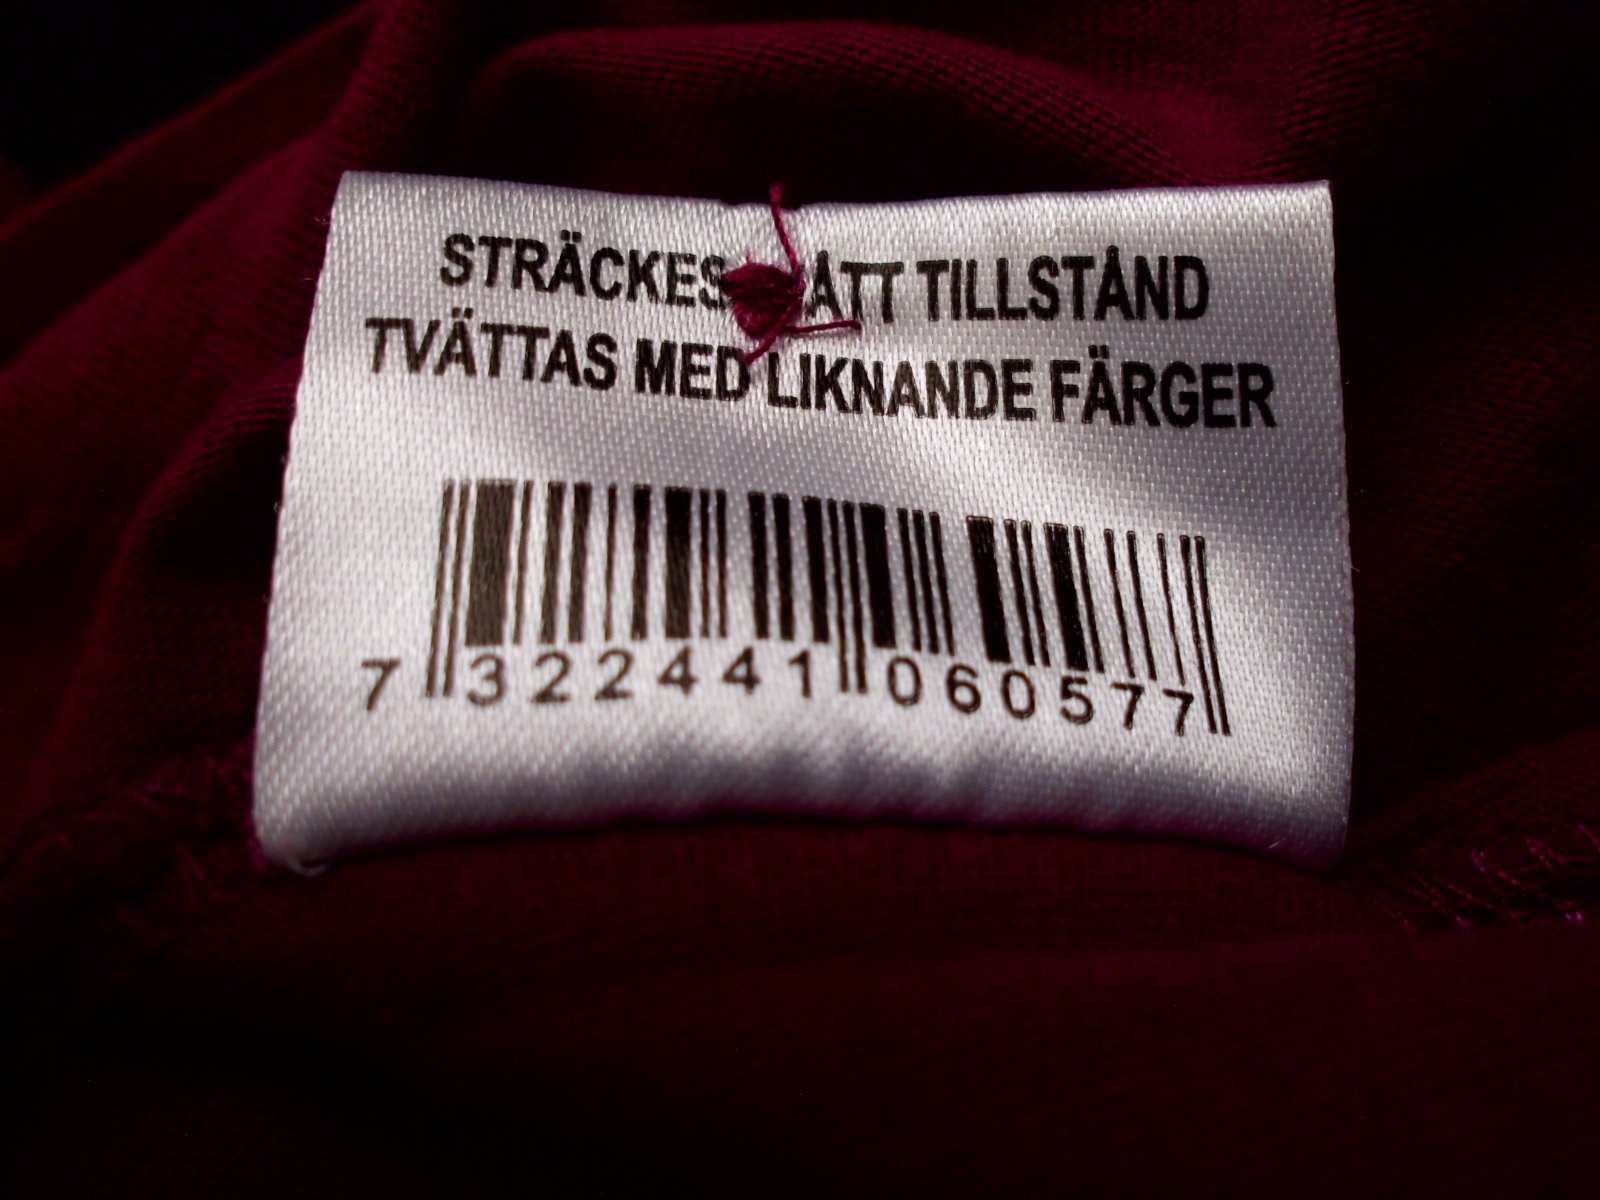 STRÄCKES TILLSTÅND
TVÄTTAS MED LIKNANDE FÄRGER
7 322441 060577